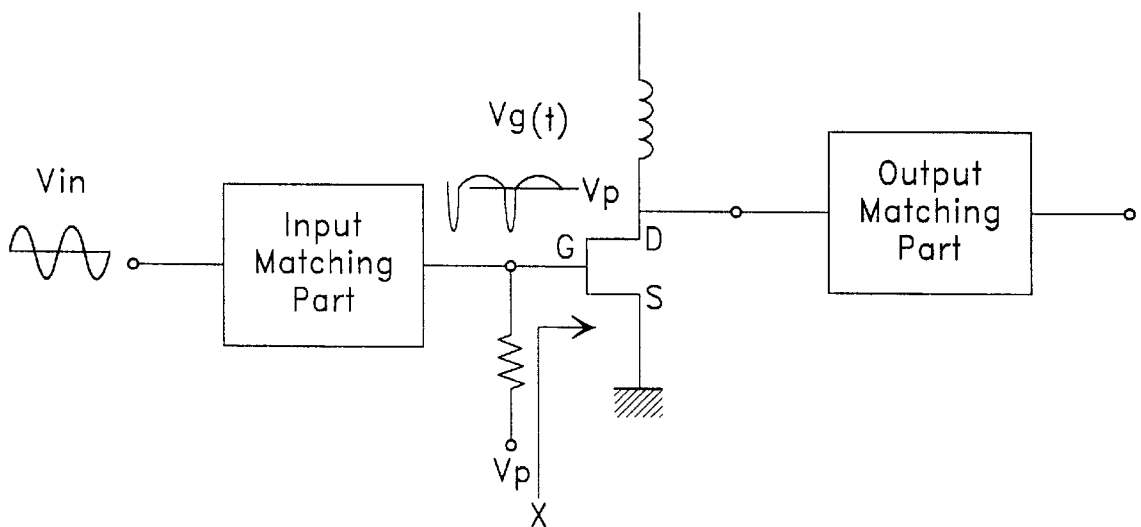 Vg(t)
Vin
Vp
Input
Matching
Part
G
D
S
Output
Matching
Part
Vp
X